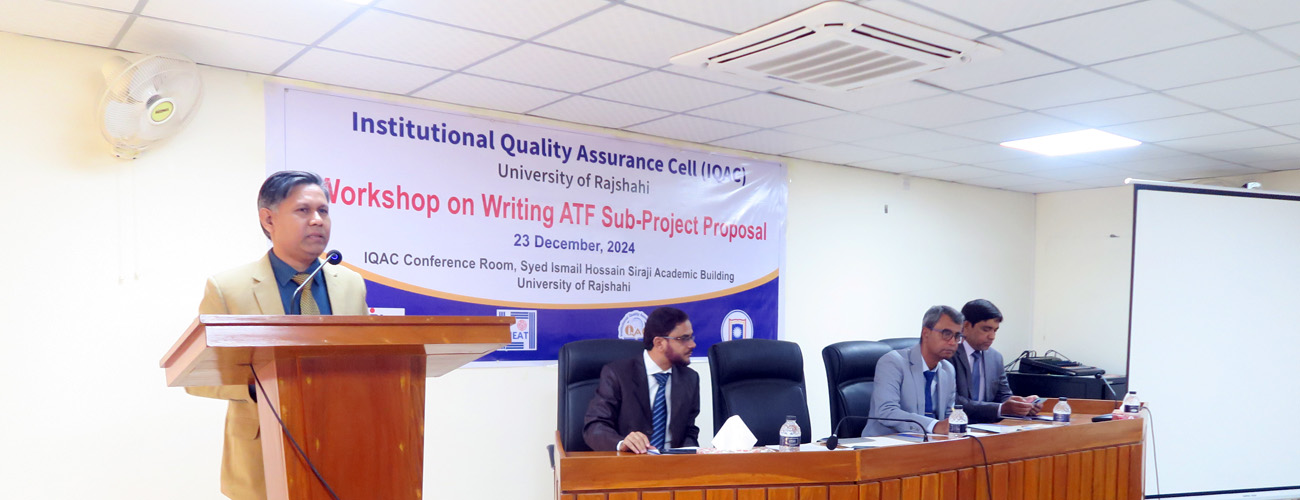 Institutional Quality Assurance Cell (IQAC)
University of Rajshahi
Workshop on Writing ATF Sub-Project Proposal
23 December, 2024
IQAC Conference Room, Syed Ismail Hossain Siraji Academic Building
University of Rajshahi
HEAT